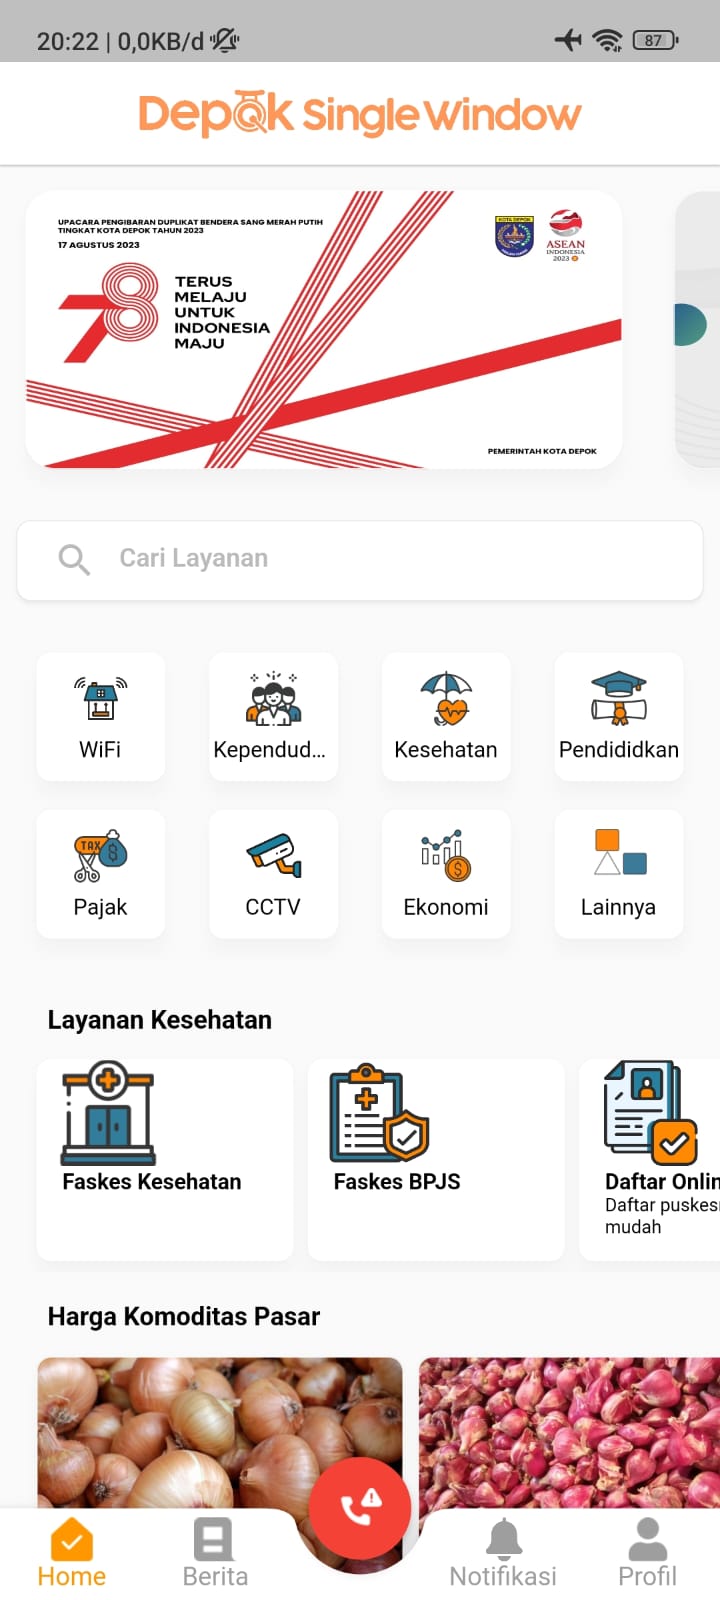 20:22 | 0,0KB/d
87
Depok Single Window
UPACARA PENGIBARAN DUPLIKAT BENDERA SANG MERAH PUTIH
TINGKAT KOTA DEPOK TAHUN 2023
17 AGUSTUS 2023
78
TERUS
MELAJU
UNTUK
INDONESIA
MAJU
KOTA DEPOK
ASEAN
INDONESIA
2023
PEMERINTAH KOTA DEPOK
Cari Layanan
WiFi
Kependud...
Kesehatan
Pendididkan
TAX
Pajak
CCTV
Ekonomi
Lainnya
Layanan Kesehatan
Faskes Kesehatan
Faskes BPJS
Daftar Onlin
Daftar puskes
mudah
Harga Komoditas Pasar
Home
Berita
Notifikasi
Profil